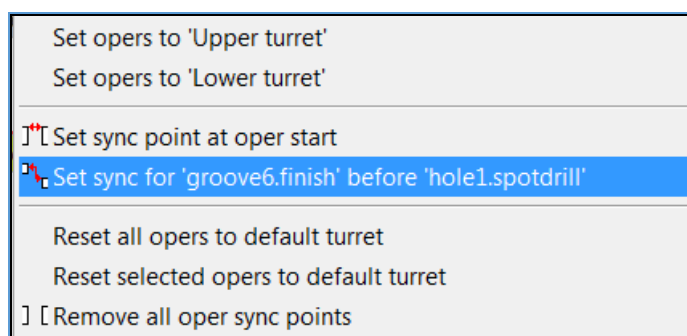 Set opers to 'Upper turret'
Set opers to 'Lower turret'
Set sync point at oper start
Set sync for 'groove6.finish' before 'hole1.spotdrill'
Reset all opers to default turret
Reset selected opers to default turret
Remove all oper sync points